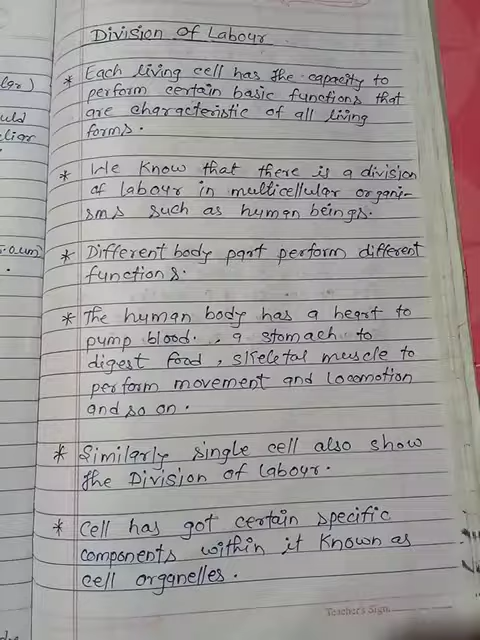 Division of Labour
* Each living cell has the capacity to
perform certain basic functions that
are characteristic of all living
forms.
* We know that there is a division
of labour in multicellular organi-
sms such as human beings.
* Different body part perform different
functions.
* The human body has a heart to
pump blood. , a stomach to
digest food , skeletal muscle to
perform movement and locomotion
and so on.
* Similarly single cell also show
the Division of Labour.
* Cell has got certain specific
components within it known as
cell organelles.
Teacher's Sign.